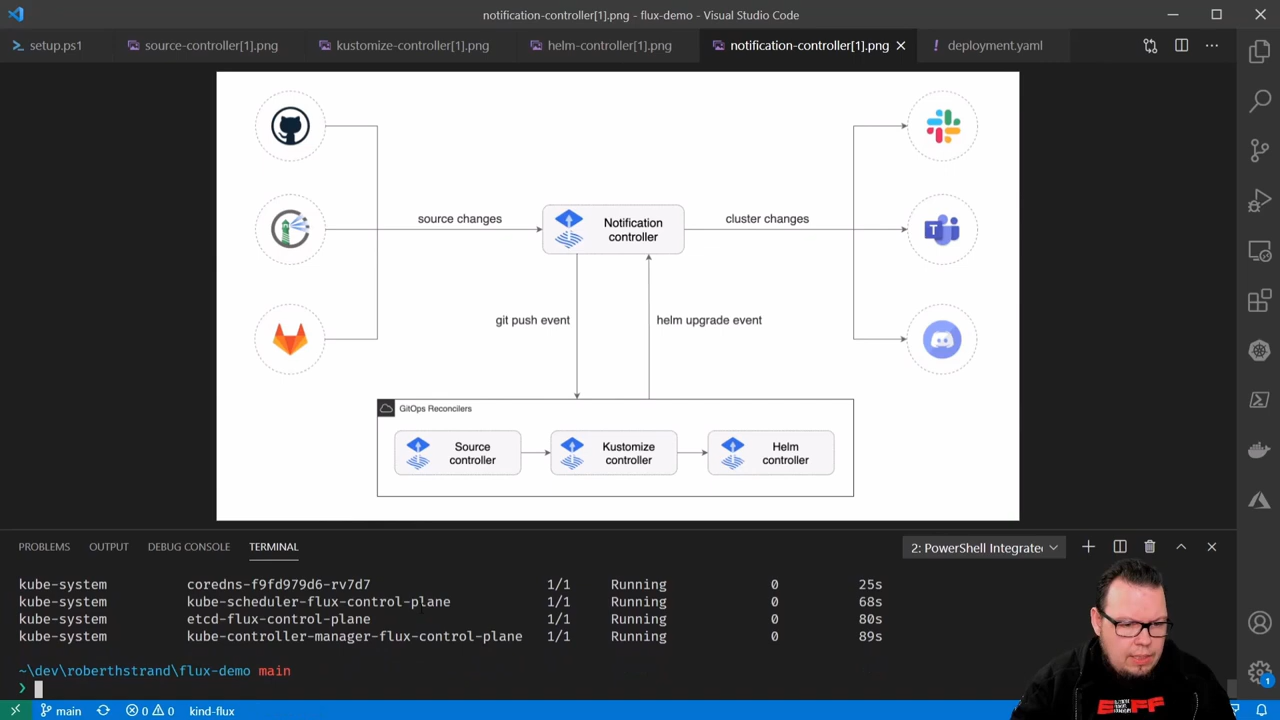 notification-controller[1].png - flux-demo - Visual Studio Code
setup.ps1
source-controller[1].png
kustomize-controller[1].png
helm-controller[1].png
notification-controller[1].png
! deployment.yaml
source changes
Notification
controller
cluster changes
T
git push event
helm upgrade event
GitOps Reconcilers
Source
controller
Kustomize
controller
Helm
controller
PROBLEMS OUTPUT DEBUG CONSOLE TERMINAL
2: PowerShell Integrated
kube-system coredns-f9fd979d6-rv7d7 1/1 Running 0 25s
kube-system kube-scheduler-flux-control-plane 1/1 Running 0 68s
kube-system etcd-flux-control-plane 1/1 Running 0 80s
kube-system kube-controller-manager-flux-control-plane 1/1 Running 0 89s
~\dev\roberthstrand\flux-demo main
❯
main 0 0 kind-flux
1